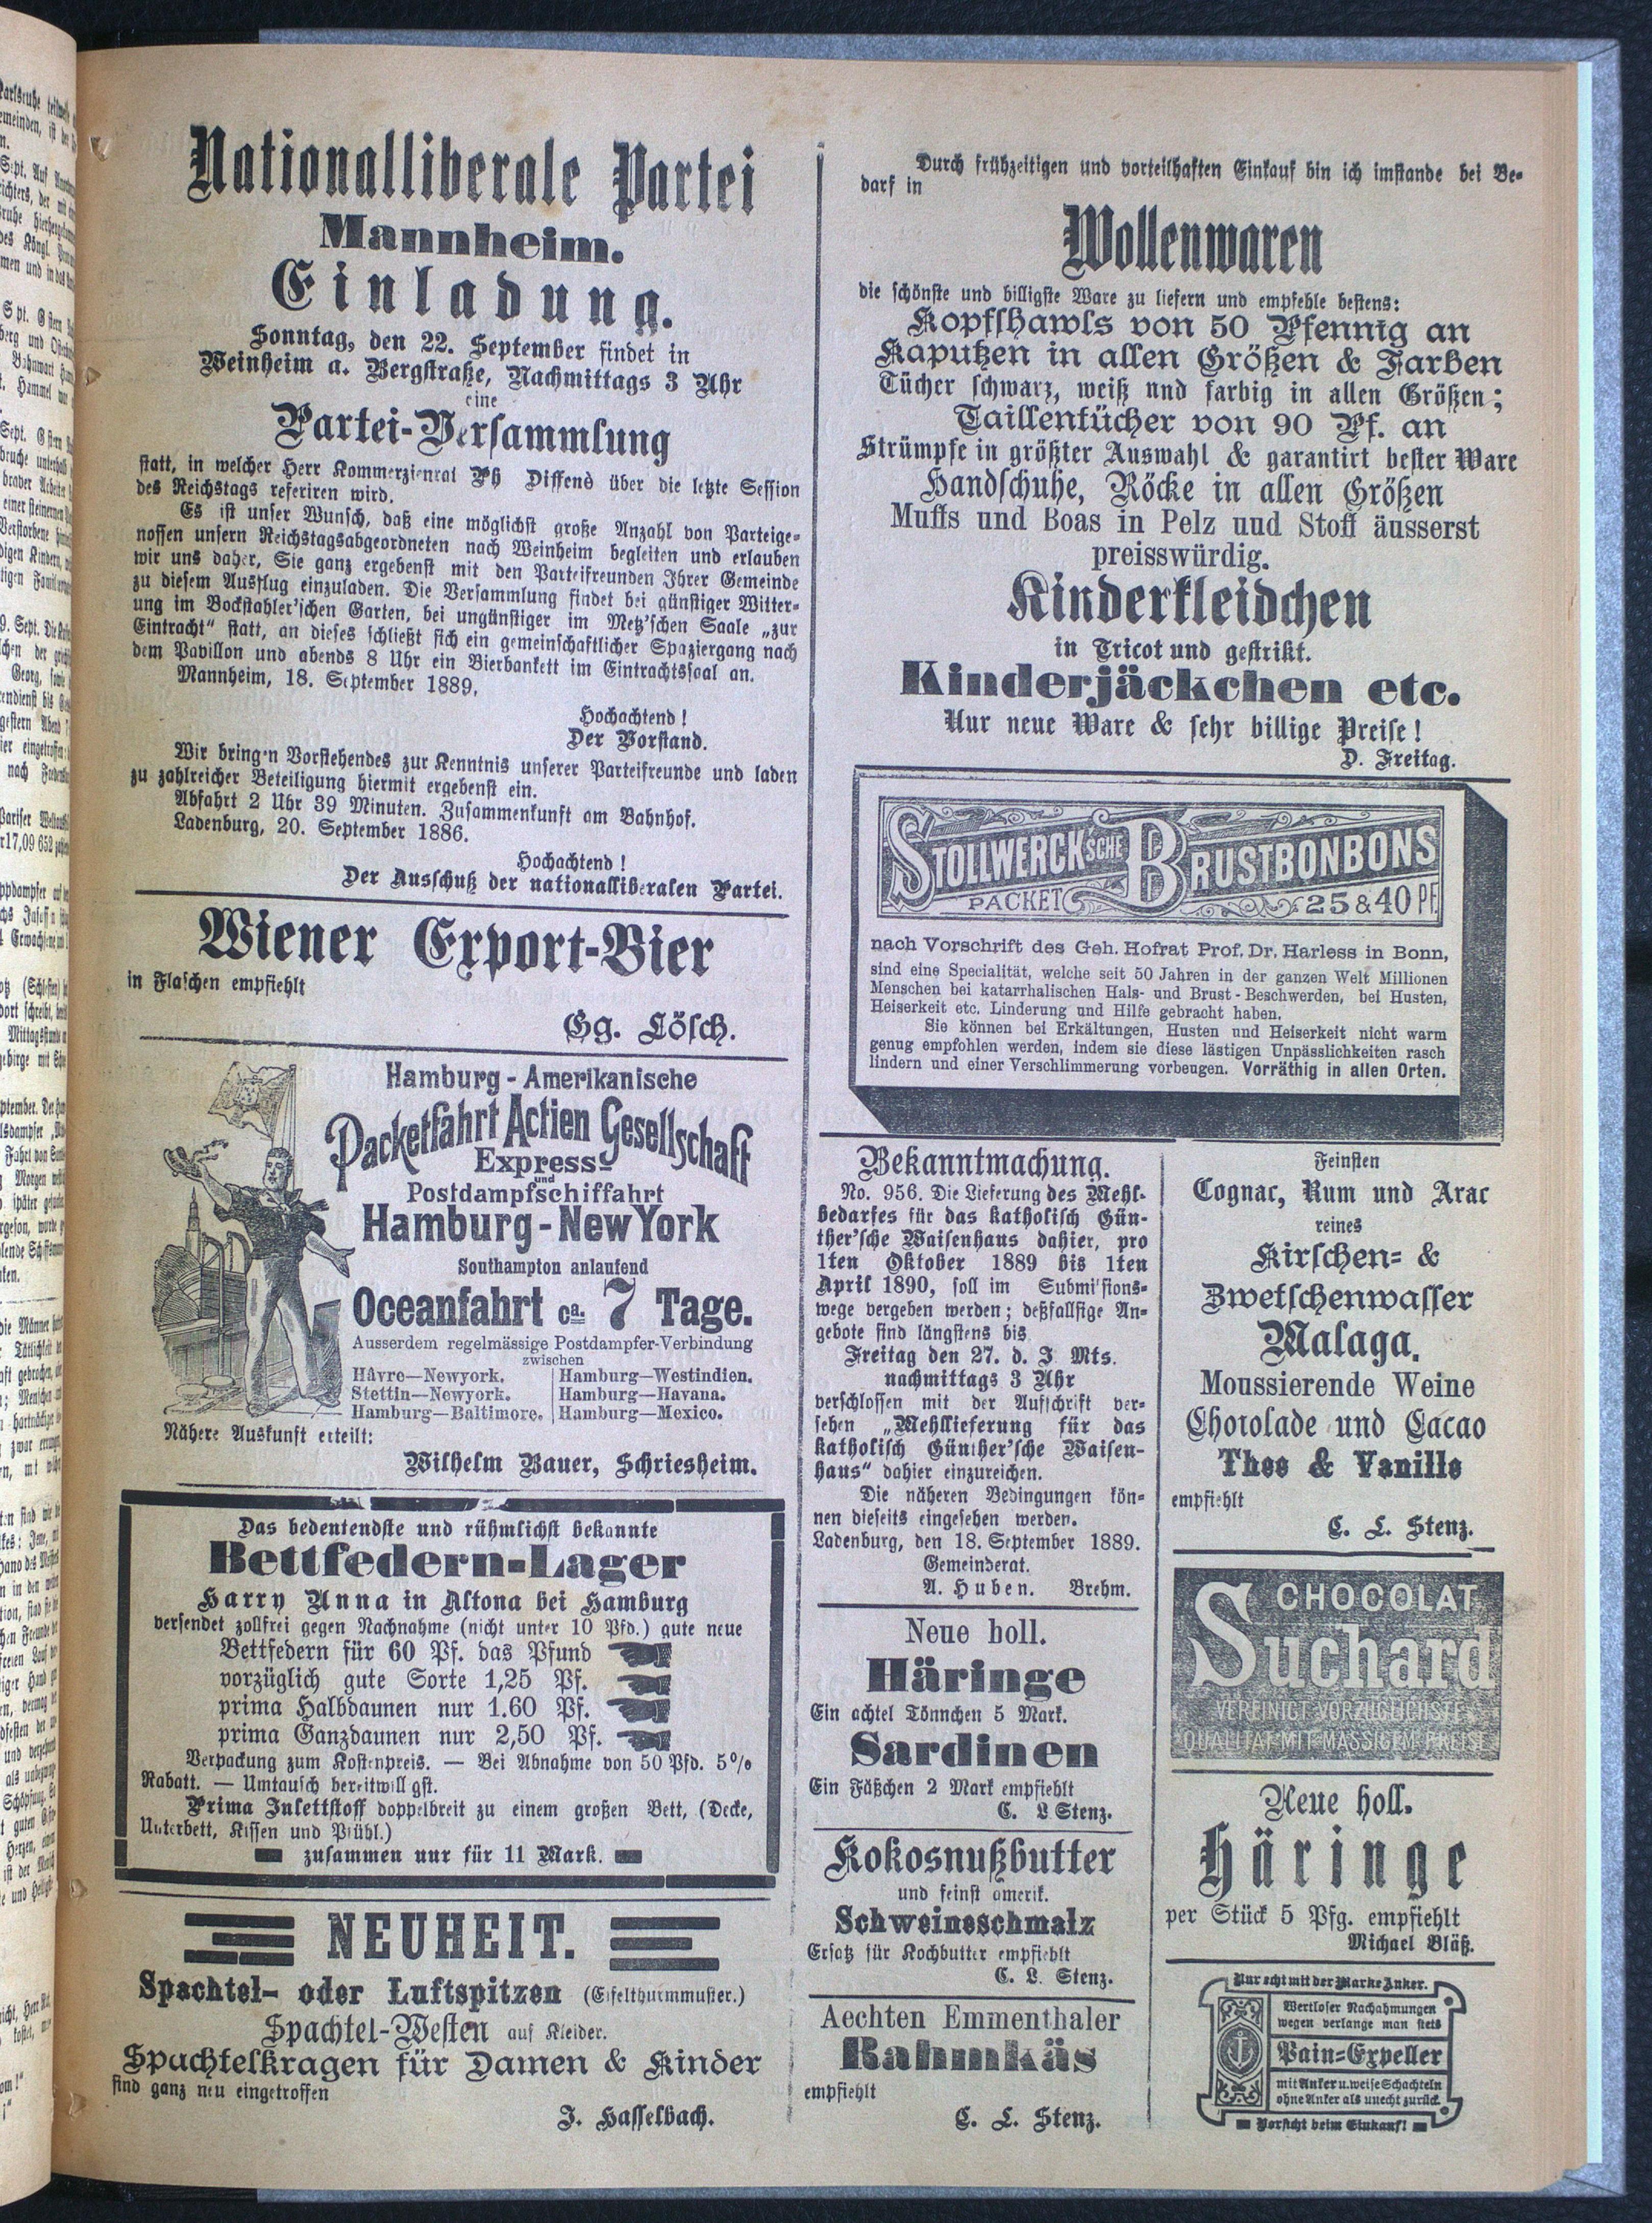 Nationalliberale Partei
Mannheim.
Einladung.
Sonntag, den 22. September findet in
Weinheim a. Bergstraße, Nachmittags 3 Uhr
eine
Partei-Versammlung
statt, in welcher Herr Kommerzienrat Ph Diffené über die letzte Session
des Reichstags referiren wird.
Es ist unser Wunsch, daß eine möglichst große Anzahl von Parteige-
nossen unsern Reichstagsabgeordneten nach Weinheim begleiten und erlauben
wir uns daher, Sie ganz ergebenst mit den Parteifreunden Ihrer Gemeinde
zu diesem Ausflug einzuladen. Die Versammlung findet bei günstiger Witter-
ung im Bockstahler'schen Garten, bei ungünstiger im Metz'schen Saale „zur
Eintracht“ statt, an dieses schließt sich ein gemeinschaftlicher Spaziergang nach
dem Pavillon und abends 8 Uhr ein Bierbankett im Eintrachtssaal an.
Mannheim, 18. September 1889.
Hochachtend!
Der Vorstand.
Wir bringen Vorstehendes zur Kenntnis unserer Parteifreunde und laden
zu zahlreicher Beteiligung hiermit ergebenst ein.
Abfahrt 2 Uhr 39 Minuten. Zusammenkunft am Bahnhof.
Ladenburg, 20. September 1886.
Hochachtend!
Der Ausschuß der nationalliberalen Partei.
Wiener Export-Bier
in Flaschen empfiehlt
Gg. Lösch.
Hamburg-Amerikanische
Packetfahrt Actien Gesellschaft
Express-
und
Postdampfschiffahrt
Hamburg-New York
Southampton anlaufend
Oceanfahrt ca. 7 Tage.
Ausserdem regelmässige Postdampfer-Verbindung
zwischen
Hâvre—Newyork. Hamburg—Westindien.
Stettin—Newyork. Hamburg—Havana.
Hamburg—Baltimore. Hamburg—Mexico.
Nähere Auskunft erteilt:
Wilhelm Bauer, Schriesheim.
Das bedentendste und rühmlichst bekannte
Bettfedern-Lager
Harry Unna in Altona bei Hamburg
versendet zollfrei gegen Nachnahme (nicht unter 10 Pfd.) gute neue
Bettfedern für 60 Pf. das Pfund
vorzüglich gute Sorte 1,25 Pf.
prima Halbdaunen nur 1.60 Pf.
prima Ganzdaunen nur 2,50 Pf.
Verpackung zum Kostenpreis. — Bei Abnahme von 50 Pfd. 5%
Rabatt. — Umtausch bereitwilligst.
Prima Inlettstoff doppelbreit zu einem großen Bett, (Decke,
Unterbett, Kissen und Pfühl.)
zusammen nur für 11 Mark.
NEUHEIT.
Spachtel- oder Luftspitzen (Eifelthurmmuster.)
Spachtel-Westen auf Kleider.
Spachtelkragen für Damen & Kinder
sind ganz neu eingetroffen
J. Hasselbach.
Durch frühzeitigen und vorteilhaften Einkauf bin ich imstande bei Be-
darf in
Wollenwaren
die schönste und billigste Ware zu liefern und empfehle bestens:
Kopfshawls von 50 Pfennig an
Kaputzen in allen Größen & Farben
Tücher schwarz, weiß und farbig in allen Größen;
Taillentücher von 90 Pf. an
Strümpfe in größter Auswahl & garantirt bester Ware
Handschuhe, Röcke in allen Größen
Muffs und Boas in Pelz uud Stoff äusserst
preisswürdig.
Kinderkleidchen
in Tricot und gestrikt.
Kinderjäckchen etc.
Nur neue Ware & sehr billige Preise!
D. Freitag.
STOLLWERCK'SCHE BRUSTBONBONS
PACKET 25 & 40 PF.
nach Vorschrift des Geh. Hofrat Prof. Dr. Harless in Bonn,
sind eine Specialität, welche seit 50 Jahren in der ganzen Welt Millionen
Menschen bei katarrhalischen Hals- und Brust-Beschwerden, bei Husten,
Heiserkeit etc. Linderung und Hilfe gebracht haben.
Sie können bei Erkältungen, Husten und Heiserkeit nicht warm
genug empfohlen werden, indem sie diese lästigen Unpässlichkeiten rasch
lindern und einer Verschlimmerung vorbeugen. Vorräthig in allen Orten.
Bekanntmachung.
No. 956. Die Lieferung des Mehl-
bedarfes für das katholisch Gün-
ther'sche Waisenhaus dahier, pro
1ten Oktober 1889 bis 1ten
April 1890, soll im Submissions-
wege vergeben werden; deßfallsige An-
gebote sind längstens bis
Freitag den 27. d. J Mts.
nachmittags 3 Uhr
verschlossen mit der Aufschrift ver-
sehen „Mehllieferung für das
katholisch Günther'sche Waisen-
haus“ dahier einzureichen.
Die näheren Bedingungen kön-
nen dieseits eingesehen werden.
Ladenburg, den 18. September 1889.
Gemeinderat.
A. Huben. Brehm.
Neue holl.
Häringe
Ein achtel Tönnchen 5 Mark.
Sardinen
Ein Fäßchen 2 Mark empfiehlt
C. L Stenz.
Kokosnußbutter
und feinst amerik.
Schweineschmalz
Ersatz für Kochbutter empfiehlt
C. L. Stenz.
Aechten Emmenthaler
Rahmkäs
empfiehlt
C. L. Stenz.
Feinsten
Cognac, Rum und Arac
reines
Kirschen- &
Zwetschenwasser
Malaga.
Moussierende Weine
Chocolade und Cacao
Thee & Vanille
empfiehlt
C. L. Stenz.
CHOCOLAT
Suchard
VEREINIGT VORZÜGLICHSTE
QUALITÄT MIT MÄSSIGEM PREISE
Neue holl.
Häringe
per Stück 5 Pfg. empfiehlt
Michael Bläß.
Nur echt mit der Marke Anker.
Wertloser Nachahmungen
wegen verlange man stets
Pain-Expeller
mit Anker u. weise Schachteln
ohne Anker als unecht zurück.
Vorsicht beim Einkauf!